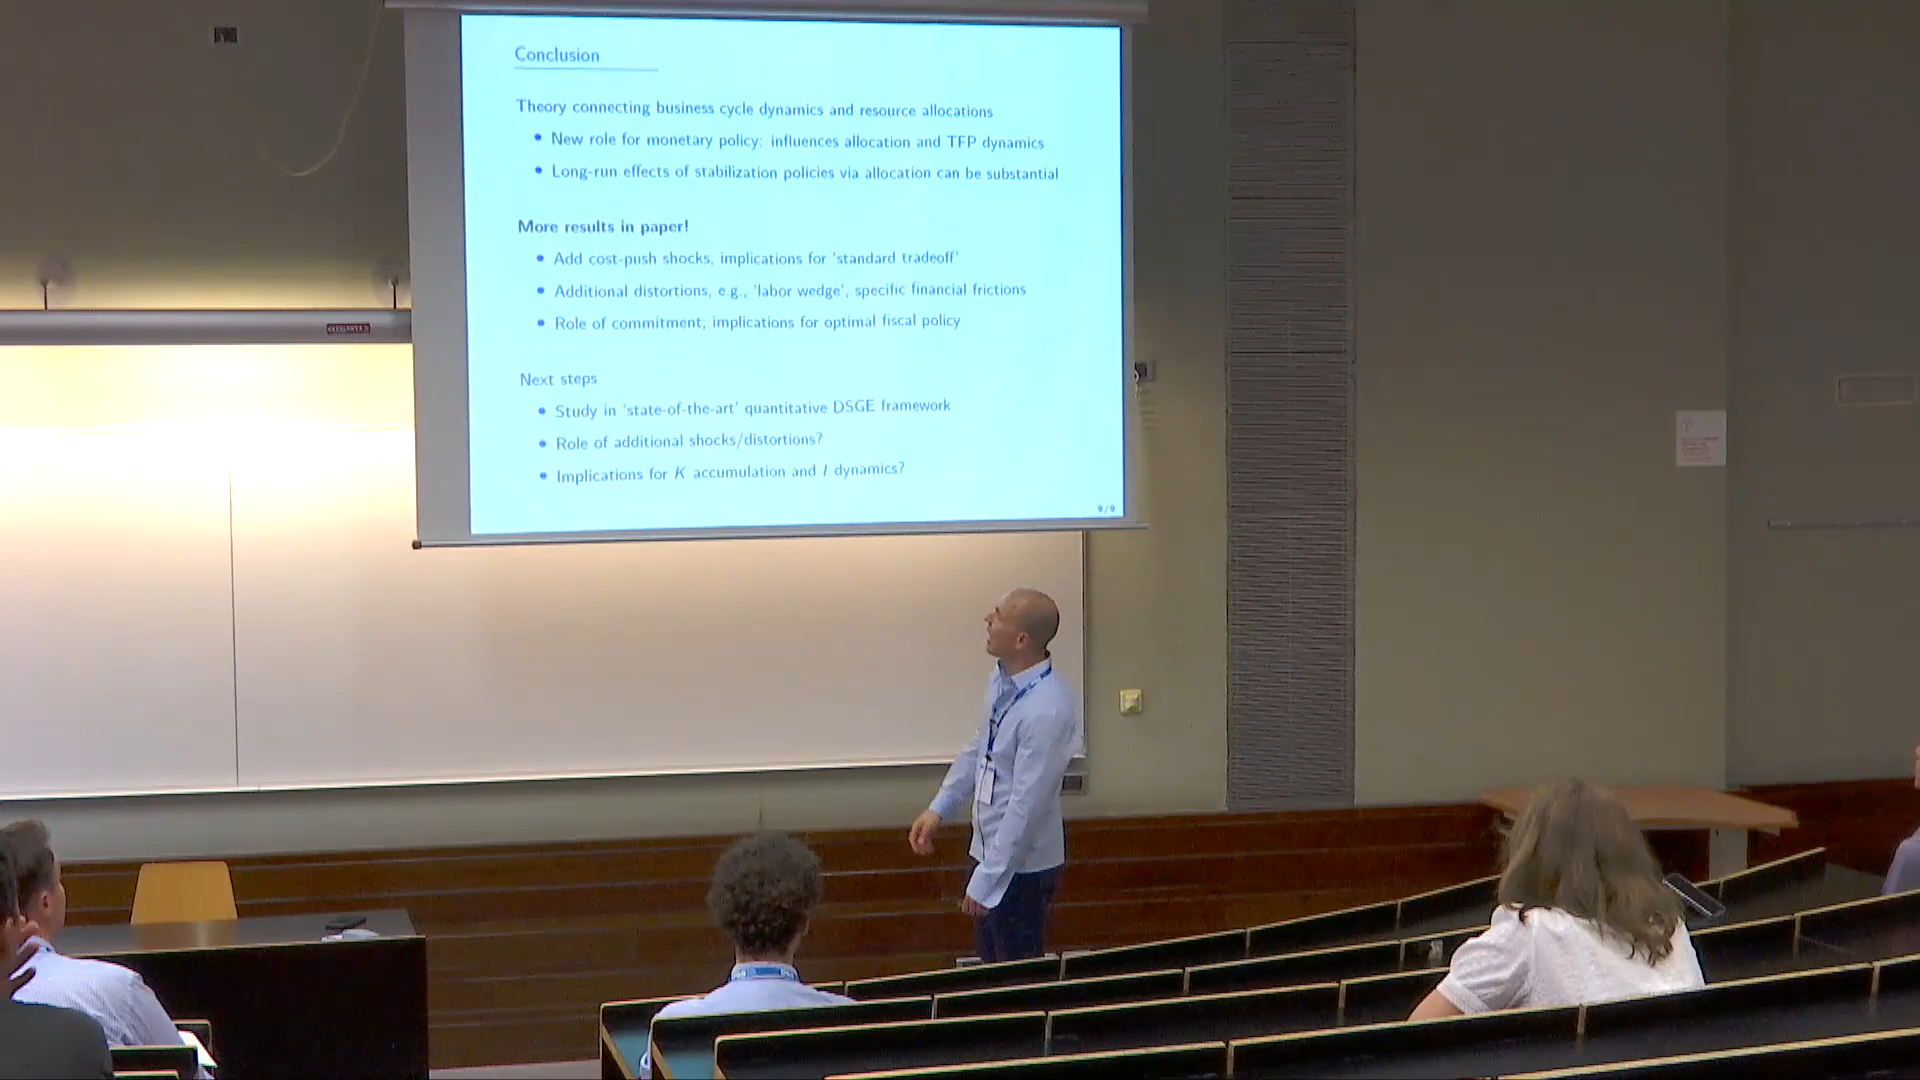 Conclusion
Theory connecting business cycle dynamics and resource allocations
• New role for monetary policy: influences allocation and TFP dynamics
• Long-run effects of stabilization policies via allocation can be substantial
More results in paper!
• Add cost-push shocks, implications for 'standard tradeoff'
• Additional distortions, e.g., 'labor wedge', specific financial frictions
• Role of commitment; implications for optimal fiscal policy
Next steps
• Study in 'state-of-the-art' quantitative DSGE framework
• Role of additional shocks/distortions?
• Implications for K accumulation and I dynamics?
9/9